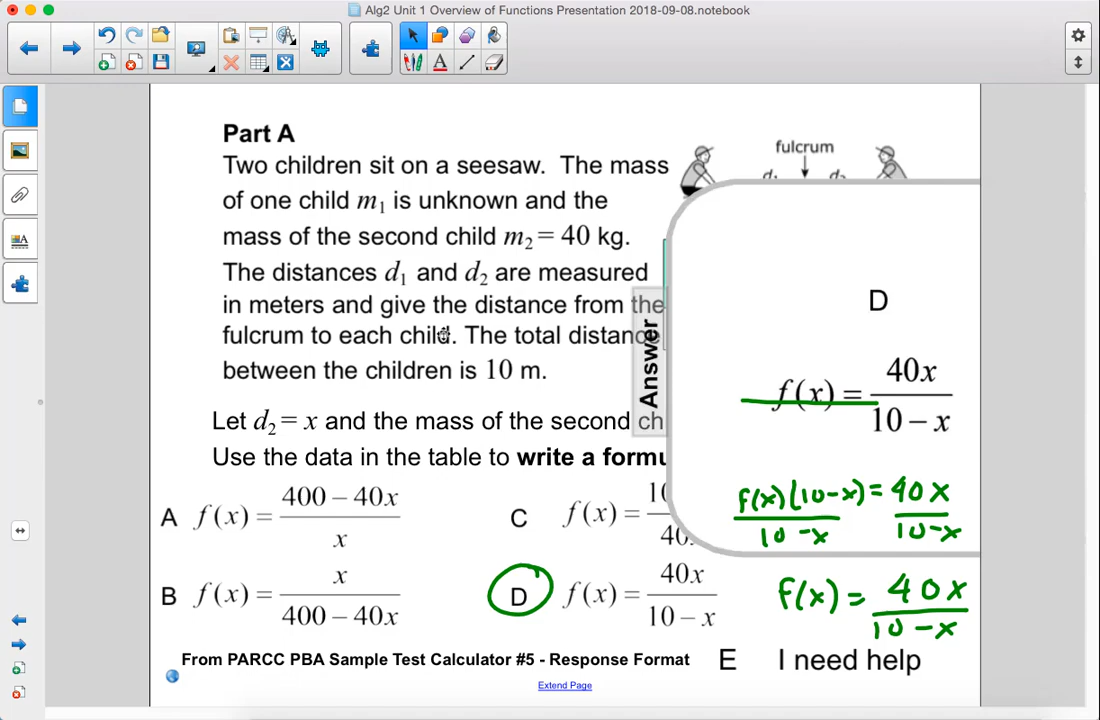 Alg2 Unit 1 Overview of Functions Presentation 2018-09-08.notebook
Part A
Two children sit on a seesaw. The mass
of one child m₁ is unknown and the
mass of the second child m₂ = 40 kg.
The distances d₁ and d₂ are measured
in meters and give the distance from the
fulcrum to each child. The total distance
between the children is 10 m.
fulcrum
d₁ d₂
Let d₂ = x and the mass of the second ch
Use the data in the table to write a formu
A f(x) = (400 – 40x)/x
B f(x) = x/(400 – 40x)
C f(x) = 10
40
D f(x) = 40x/(10 – x)
E I need help
Answer
D
f(x) = 40x/(10 – x)
f(x)(10-x) = 40x
10-x 10-x
f(x) = 40x/(10-x)
From PARCC PBA Sample Test Calculator #5 - Response Format
Extend Page